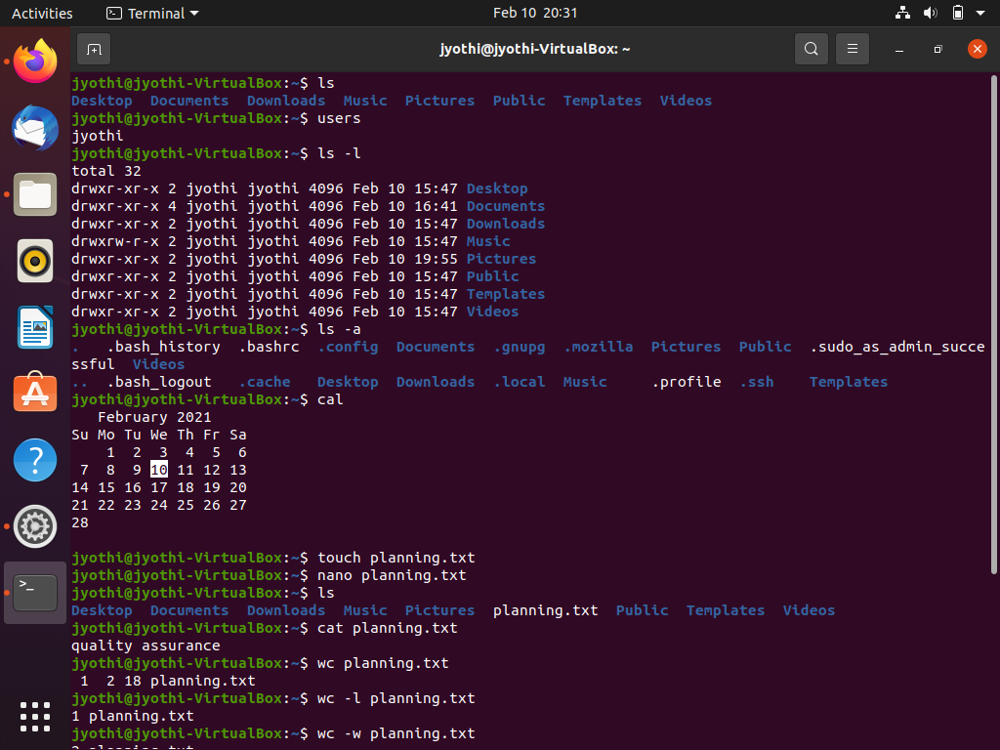 Activities Terminal Feb 10 20:31
jyothi@jyothi-VirtualBox: ~
jyothi@jyothi-VirtualBox:~$ ls
Desktop Documents Downloads Music Pictures Public Templates Videos
jyothi@jyothi-VirtualBox:~$ users
jyothi
jyothi@jyothi-VirtualBox:~$ ls -l
total 32
drwxr-xr-x 2 jyothi jyothi 4096 Feb 10 15:47 Desktop
drwxr-xr-x 4 jyothi jyothi 4096 Feb 10 16:41 Documents
drwxr-xr-x 2 jyothi jyothi 4096 Feb 10 15:47 Downloads
drwxrw-r-x 2 jyothi jyothi 4096 Feb 10 15:47 Music
drwxr-xr-x 2 jyothi jyothi 4096 Feb 10 19:55 Pictures
drwxr-xr-x 2 jyothi jyothi 4096 Feb 10 15:47 Public
drwxr-xr-x 2 jyothi jyothi 4096 Feb 10 15:47 Templates
drwxr-xr-x 2 jyothi jyothi 4096 Feb 10 15:47 Videos
jyothi@jyothi-VirtualBox:~$ ls -a
. .bash_history .bashrc .config Documents .gnupg .mozilla Pictures Public .sudo_as_admin_succe
ssful Videos
.. .bash_logout .cache Desktop Downloads .local Music .profile .ssh Templates
jyothi@jyothi-VirtualBox:~$ cal
February 2021
Su Mo Tu We Th Fr Sa
1 2 3 4 5 6
7 8 9 10 11 12 13
14 15 16 17 18 19 20
21 22 23 24 25 26 27
28
jyothi@jyothi-VirtualBox:~$ touch planning.txt
jyothi@jyothi-VirtualBox:~$ nano planning.txt
jyothi@jyothi-VirtualBox:~$ ls
Desktop Documents Downloads Music Pictures planning.txt Public Templates Videos
jyothi@jyothi-VirtualBox:~$ cat planning.txt
quality assurance
jyothi@jyothi-VirtualBox:~$ wc planning.txt
1 2 18 planning.txt
jyothi@jyothi-VirtualBox:~$ wc -l planning.txt
1 planning.txt
jyothi@jyothi-VirtualBox:~$ wc -w planning.txt